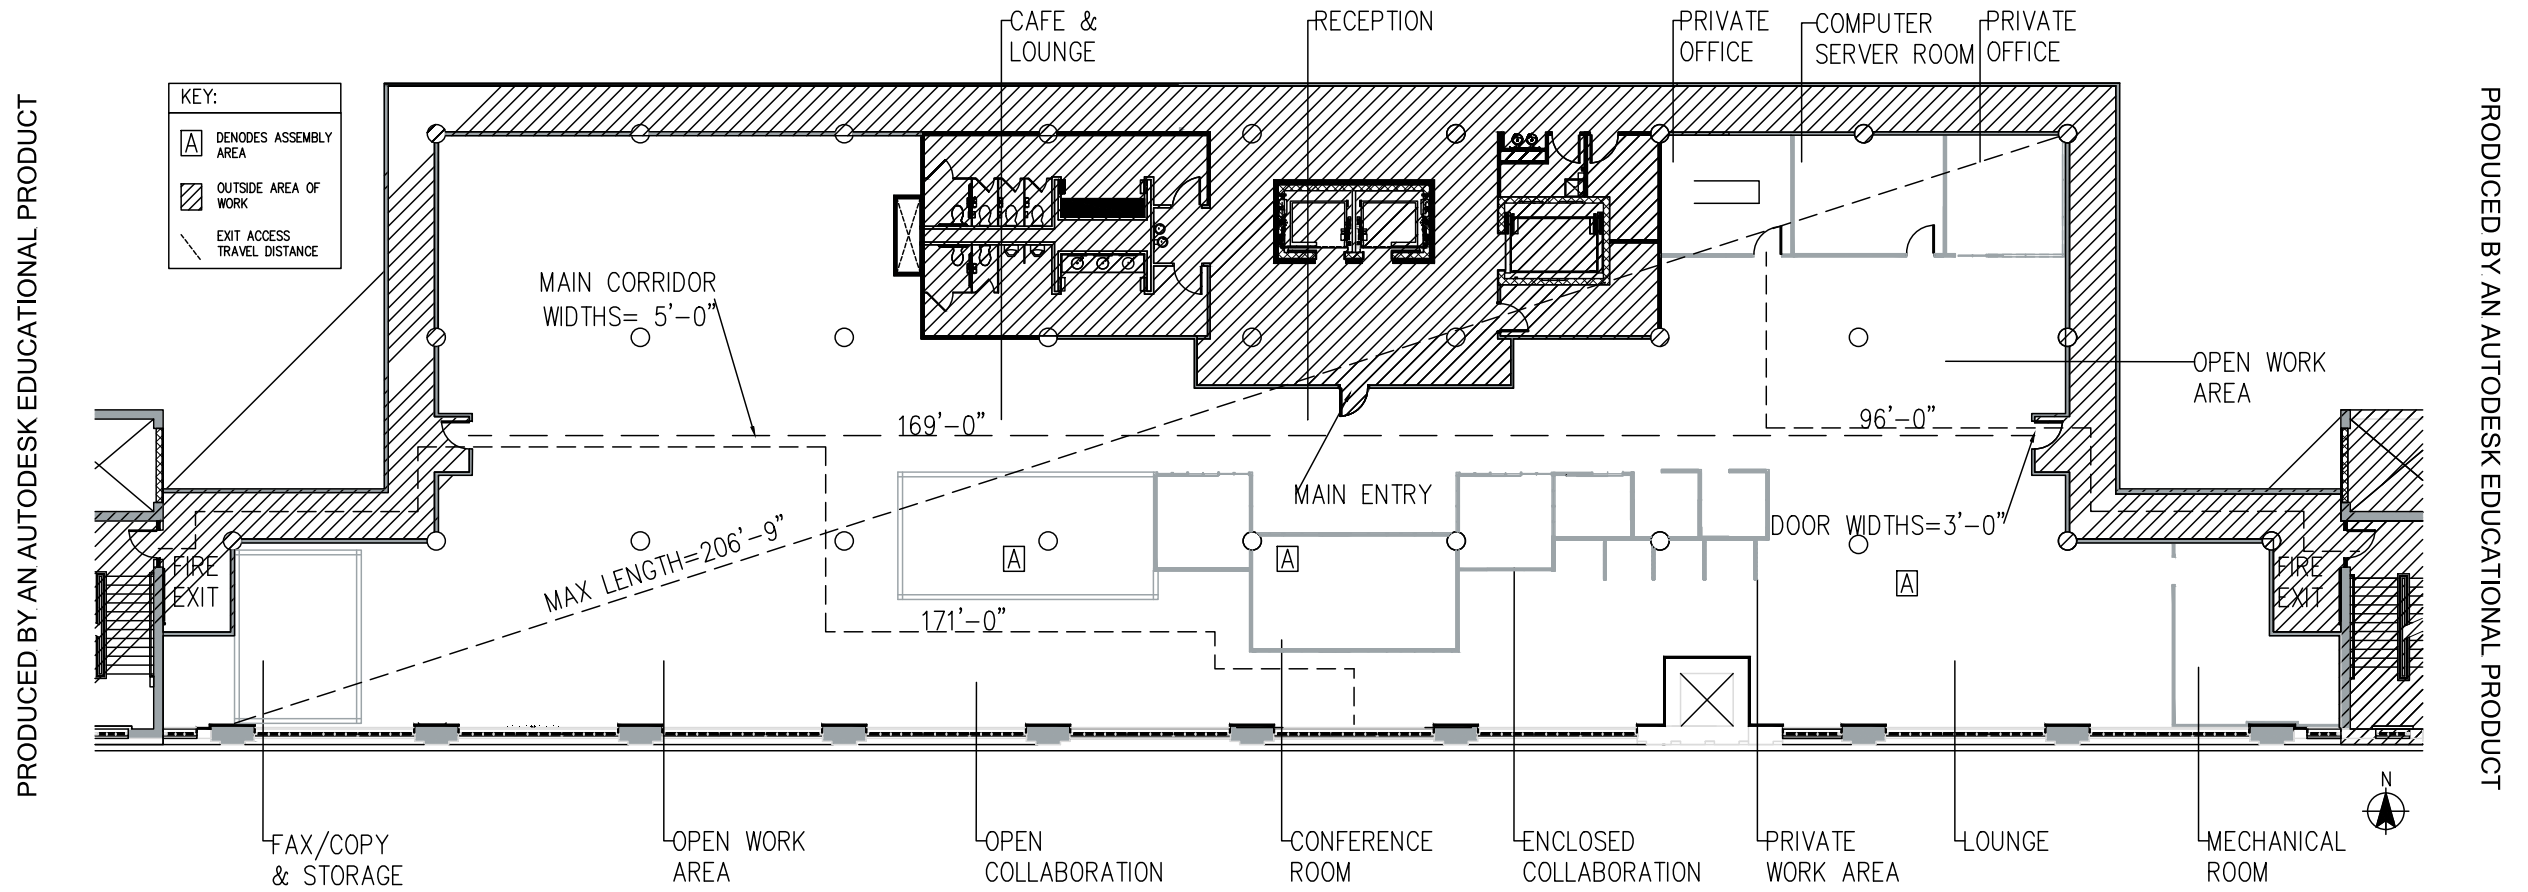 CAFE &
LOUNGE
RECEPTION
PRIVATE
OFFICE
COMPUTER
SERVER ROOM
PRIVATE
OFFICE
KEY:
A
DENODES ASSEMBLY
AREA
OUTSIDE AREA OF
WORK
EXIT ACCESS
TRAVEL DISTANCE
PRODUCED BY AN AUTODESK EDUCATIONAL PRODUCT
PRODUCED BY AN AUTODESK EDUCATIONAL PRODUCT
MAIN CORRIDOR
WIDTHS= 5'-0"
OPEN WORK
AREA
169'-0"
96'-0"
MAIN ENTRY
DOOR WIDTHS=3'-0"
MAX LENGTH=206'-9"
A
A
A
FIRE
EXIT
FIRE
EXIT
171'-0"
N
FAX/COPY
& STORAGE
OPEN WORK
AREA
OPEN
COLLABORATION
CONFERENCE
ROOM
ENCLOSED
COLLABORATION
PRIVATE
WORK AREA
LOUNGE
MECHANICAL
ROOM